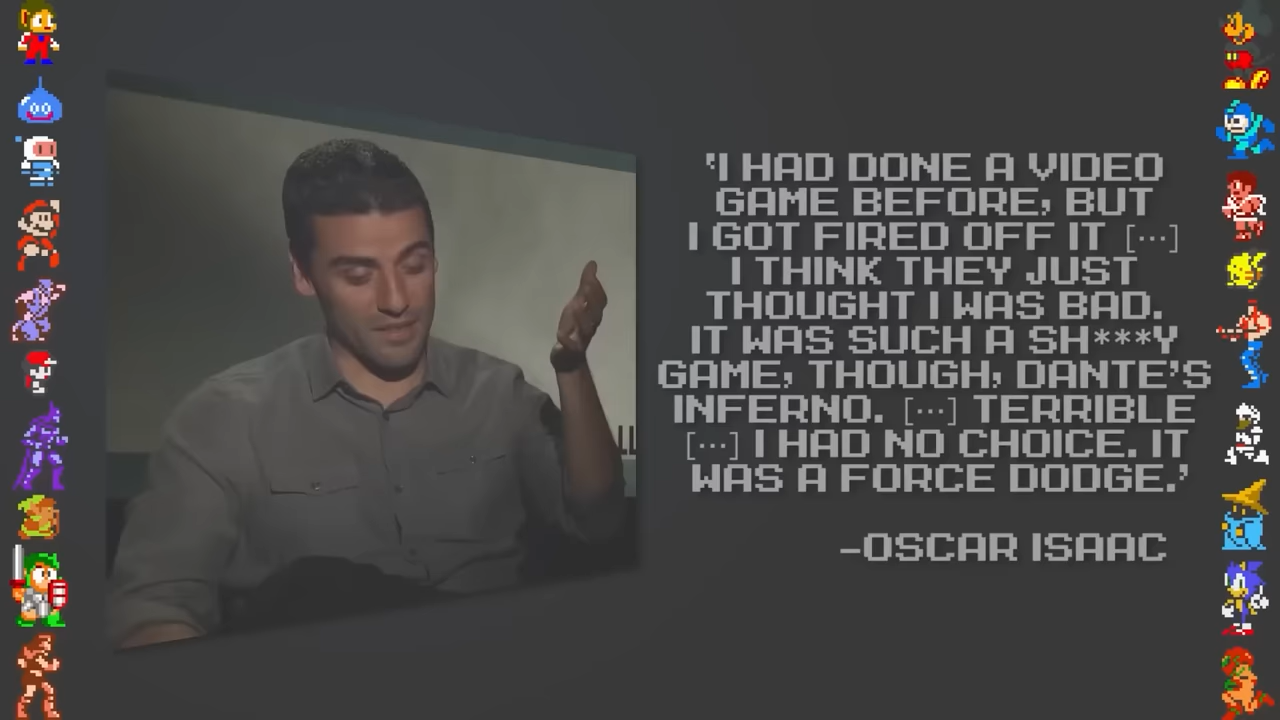 'I HAD DONE A VIDEO
GAME BEFORE, BUT
I GOT FIRED OFF IT [...]
I THINK THEY JUST
THOUGHT I WAS BAD.
IT WAS SUCH A SH***Y
GAME, THOUGH, DANTE'S
INFERNO. [...] TERRIBLE
[...] I HAD NO CHOICE. IT
WAS A FORCE DODGE.'
-OSCAR ISAAC